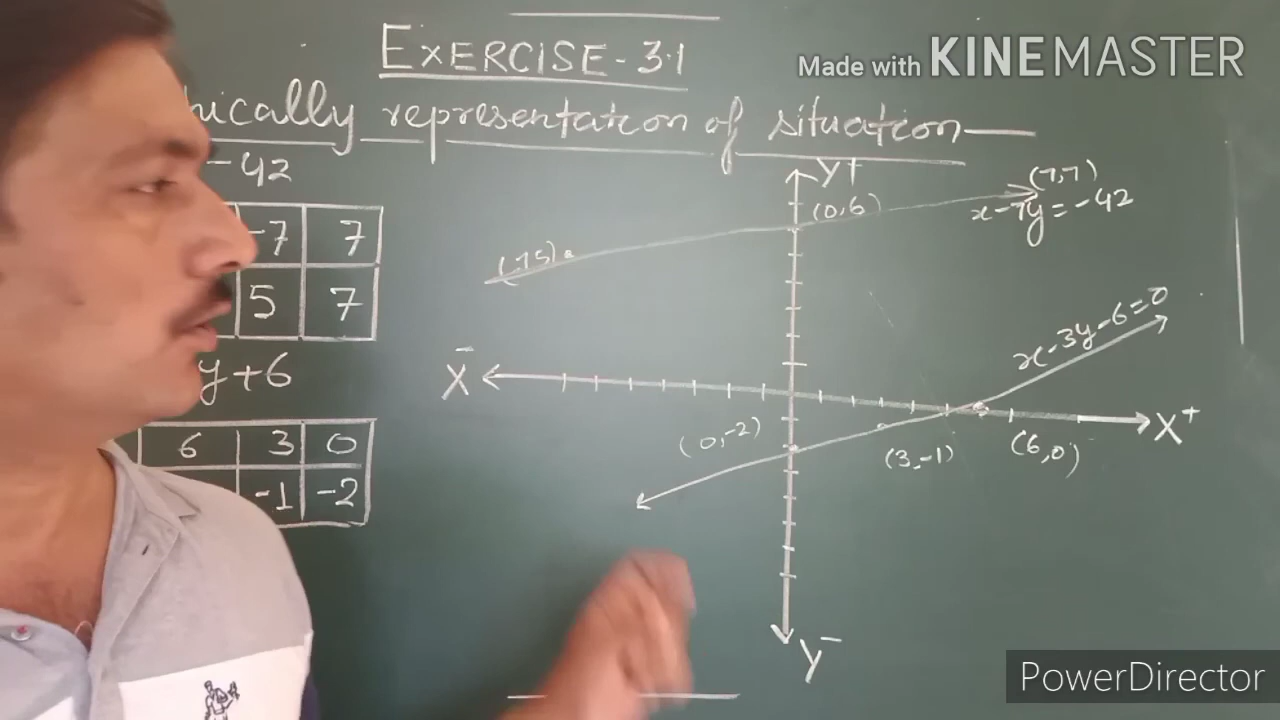 EXERCISE-3.1
Made with KINEMASTER
hically representation of situation
-42
-7 7
5 7
y+6
6 3 0
-1 -2
Y+
(0,6)
(7,7)
x-7y=-42
(-75)
x-3y-6=0
X-
X+
(0,-2)
(3,-1)
(6,0)
Y-
PowerDirector